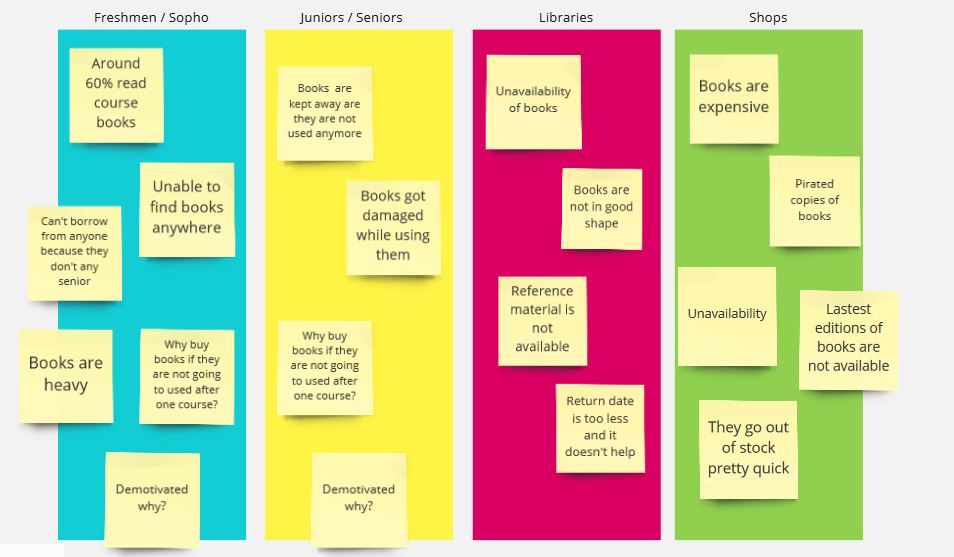 Freshmen / Sopho
Juniors / Seniors
Libraries
Shops
Around
60% read
course
books
Unable to
find books
anywhere
Can't borrow
from anyone
because they
don't any
senior
Books are
heavy
Why buy
books if they
are not going
to used after
one course?
Demotivated
why?
Books are
kept away are
they are not
used anymore
Books got
damaged
while using
them
Why buy
books if they
are not going
to used after
one course?
Demotivated
why?
Unavailability
of books
Books are
not in good
shape
Reference
material is
not
available
Return date
is too less
and it
doesn't help
Books are
expensive
Pirated
copies of
books
Unavailability
Lastest
editions of
books are
not available
They go out
of stock
pretty quick